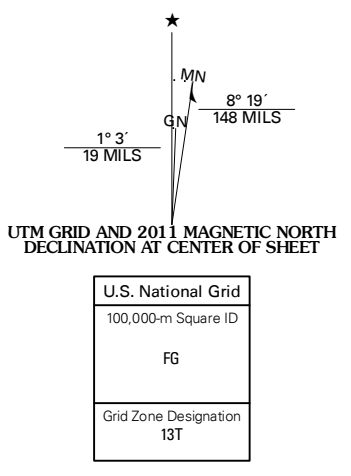 ★
MN
8° 19´
148 MILS
GN
1° 3´
19 MILS
UTM GRID AND 2011 MAGNETIC NORTH
DECLINATION AT CENTER OF SHEET
U.S. National Grid
100,000-m Square ID
FG
Grid Zone Designation
13T